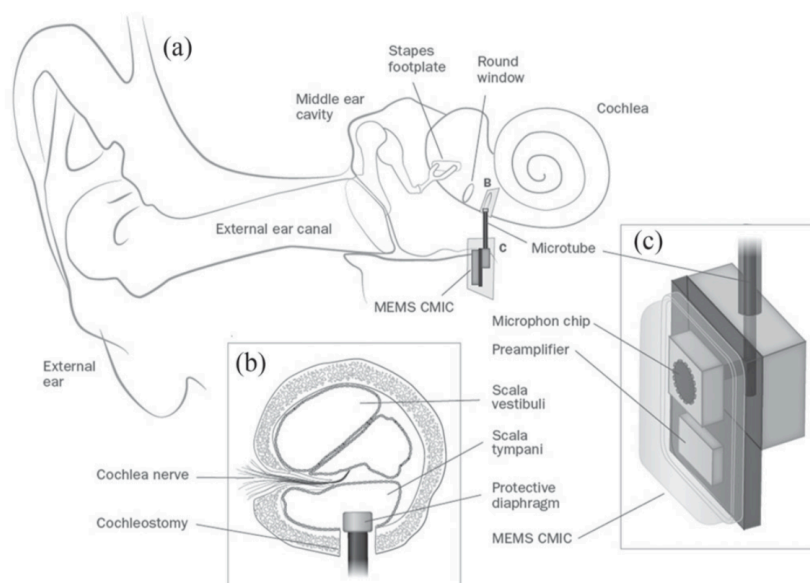 (a)
Stapes
footplate
Round
window
Middle ear
cavity
Cochlea
B
External ear canal
C
Microtube
(c)
MEMS CMIC
Microphon chip
Preamplifier
External
ear
(b)
Scala
vestibuli
Scala
tympani
Cochlea nerve
Protective
diaphragm
Cochleostomy
MEMS CMIC